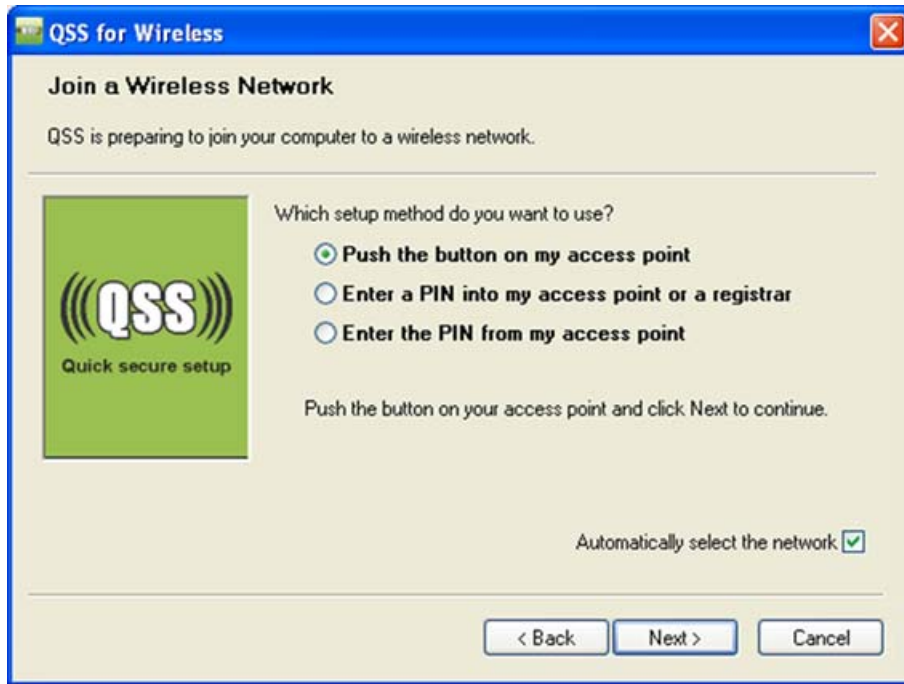 QSS for Wireless
Join a Wireless Network
QSS is preparing to join your computer to a wireless network.
Which setup method do you want to use?
Push the button on my access point
Enter a PIN into my access point or a registrar
Enter the PIN from my access point
(((QSS)))
Quick secure setup
Push the button on your access point and click Next to continue.
Automatically select the network
< Back Next > Cancel